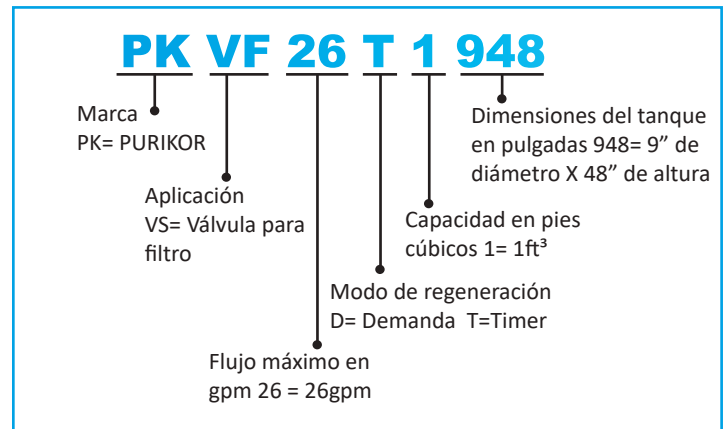 PK VF 26 T 1 948
Marca
PK= PURIKOR
Dimensiones del tanque
en pulgadas 948= 9” de
diámetro X 48” de altura
Aplicación
VS= Válvula para
filtro
Capacidad en pies
cúbicos 1= 1ft³
Modo de regeneración
D= Demanda T=Timer
Flujo máximo en
gpm 26 = 26gpm